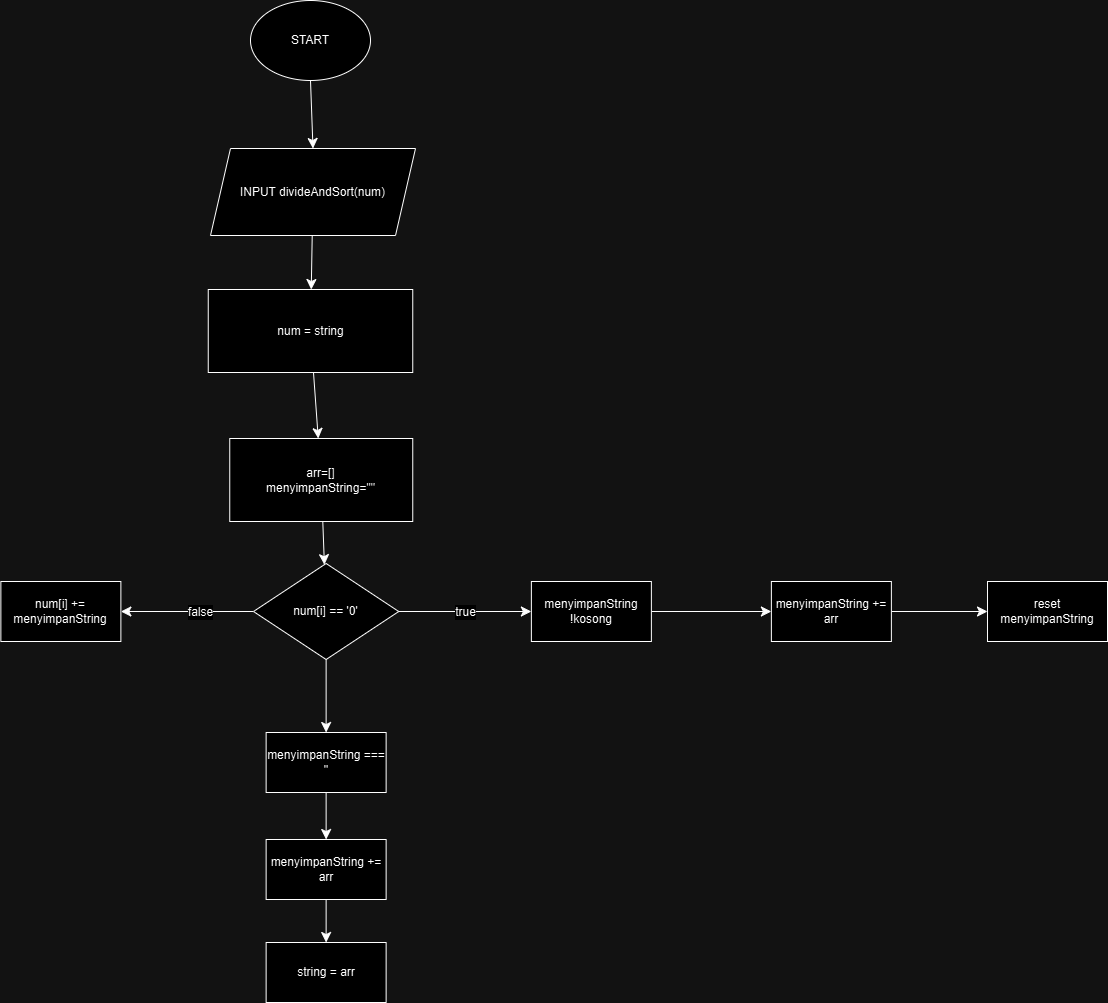 START
INPUT divideAndSort(num)
num = string
arr=[]
menyimpanString=""
num[i] == '0'
false
true
num[i] +=
menyimpanString
menyimpanString
!kosong
menyimpanString +=
arr
reset
menyimpanString
menyimpanString ===
''
menyimpanString +=
arr
string = arr